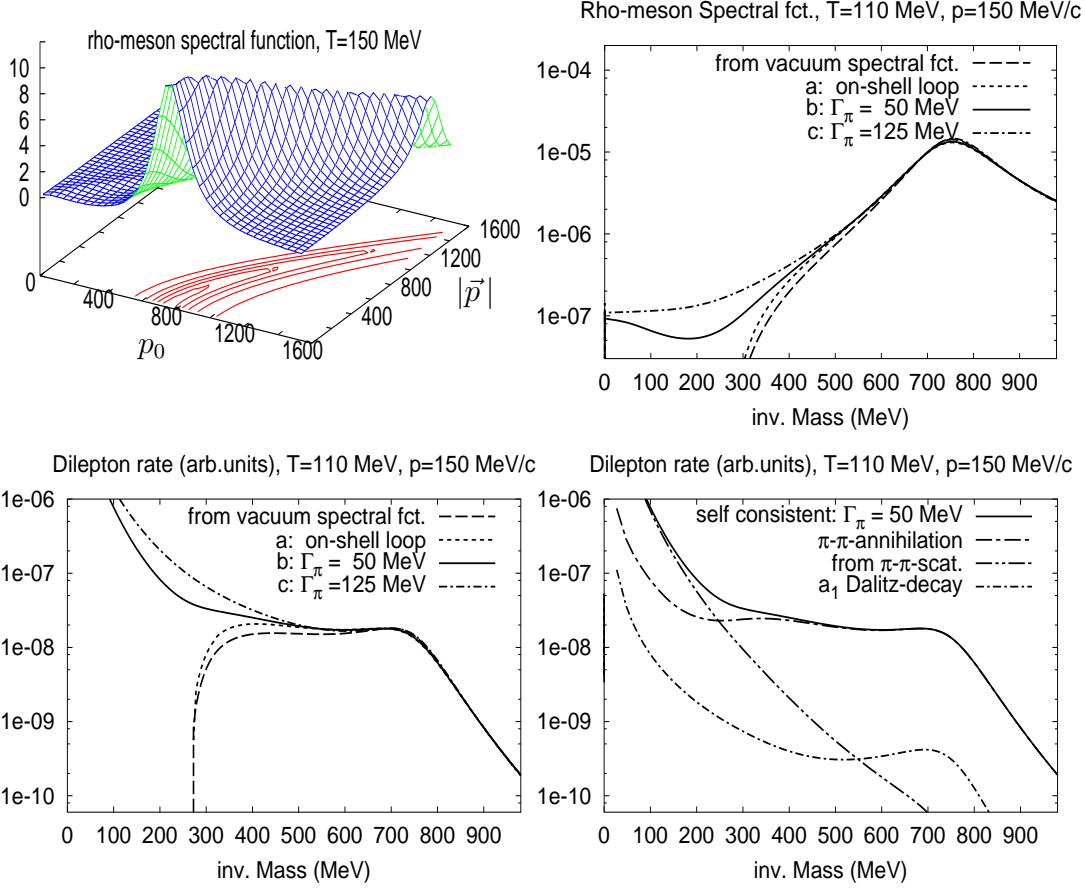 rho-meson spectral function, T=150 MeV
10
8
6
4
2
0
0
400
800
1200
1600
p₀
400
800
1200
1600
|p⃗|
Rho-meson Spectral fct., T=110 MeV, p=150 MeV/c
from vacuum spectral fct.
a: on-shell loop
b: Γπ = 50 MeV
c: Γπ =125 MeV
1e-04
1e-05
1e-06
1e-07
0 100 200 300 400 500 600 700 800 900
inv. Mass (MeV)
Dilepton rate (arb.units), T=110 MeV, p=150 MeV/c
from vacuum spectral fct.
a: on-shell loop
b: Γπ = 50 MeV
c: Γπ =125 MeV
1e-06
1e-07
1e-08
1e-09
1e-10
0 100 200 300 400 500 600 700 800 900
inv. Mass (MeV)
Dilepton rate (arb.units), T=110 MeV, p=150 MeV/c
self consistent: Γπ = 50 MeV
π-π-annihilation
from π-π-scat.
a₁ Dalitz-decay
1e-06
1e-07
1e-08
1e-09
1e-10
0 100 200 300 400 500 600 700 800 900
inv. Mass (MeV)